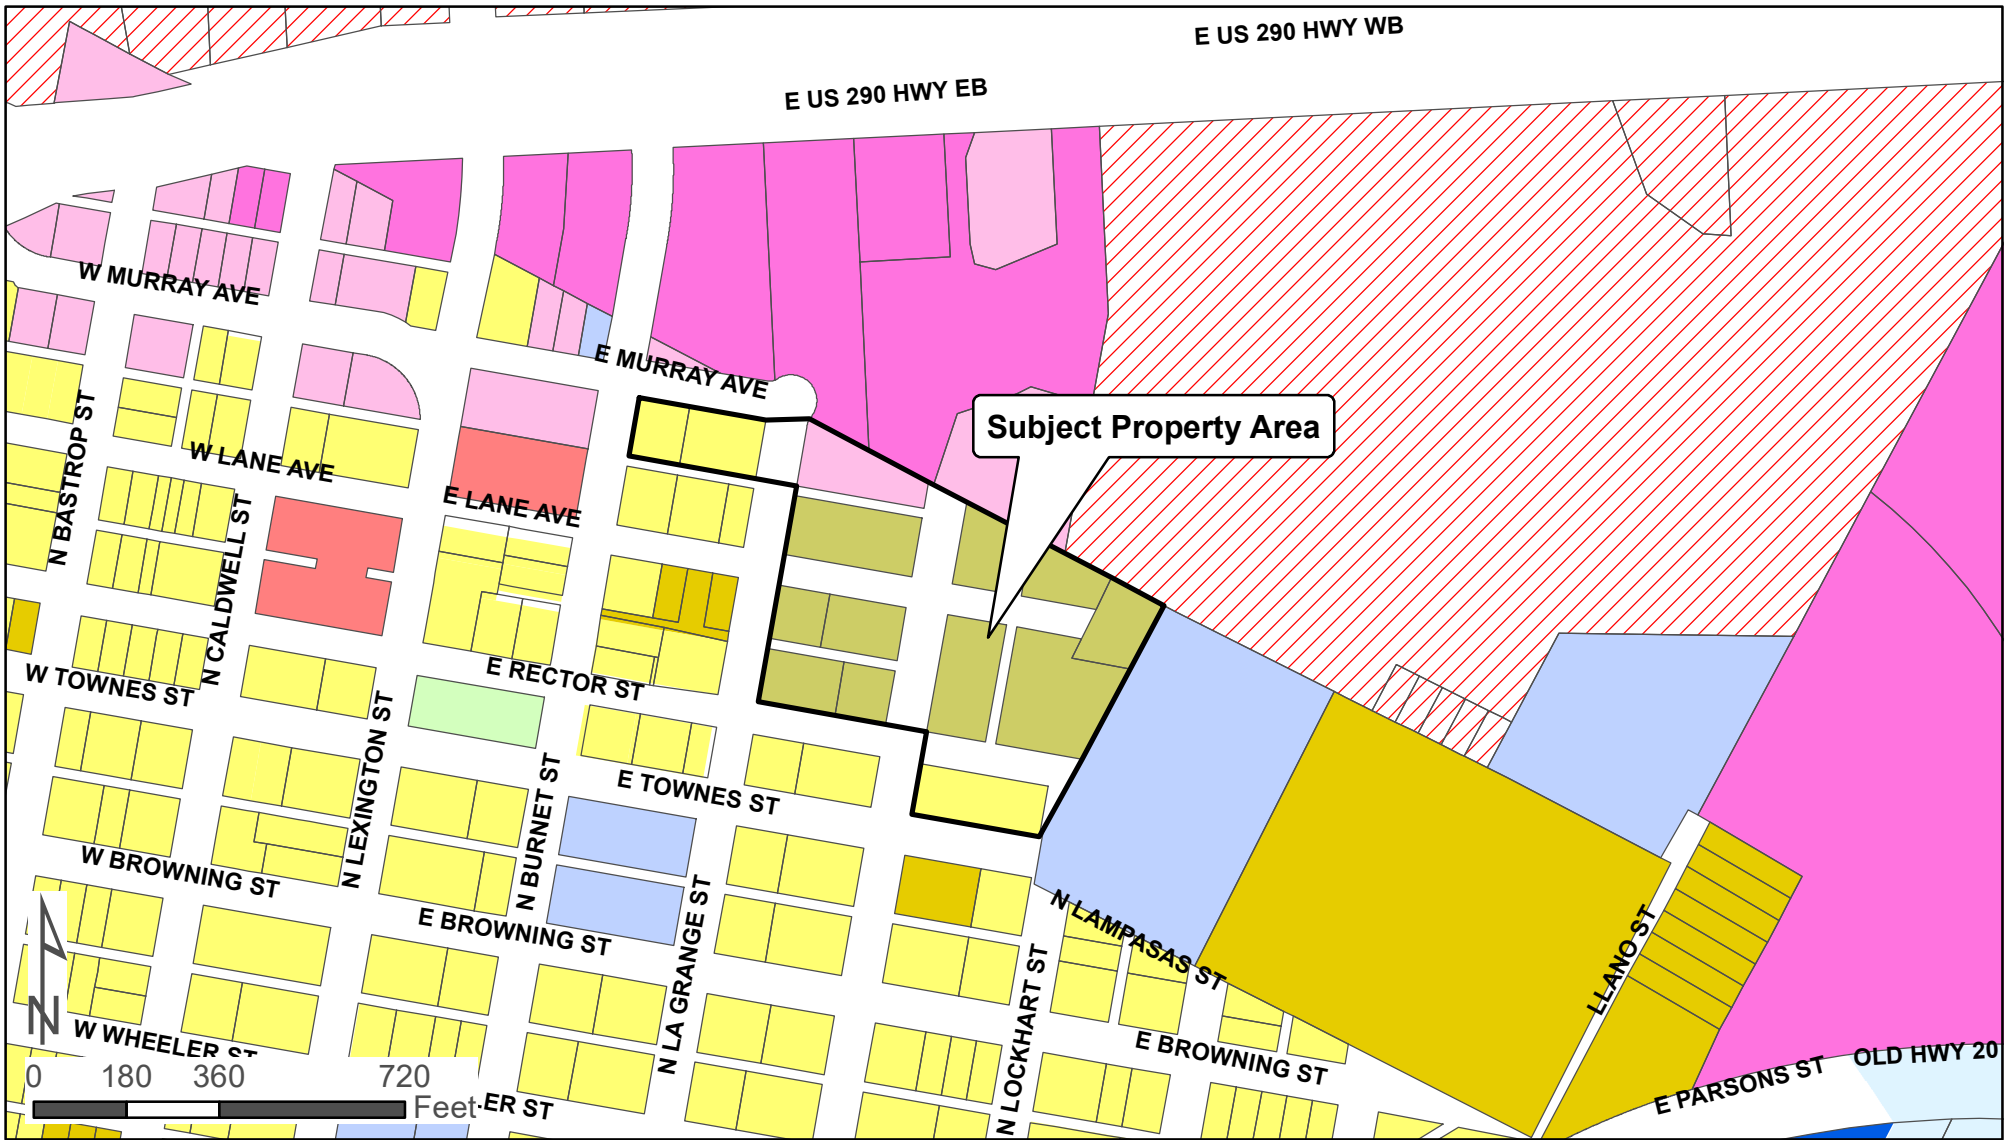 E US 290 HWY WB
E US 290 HWY EB
W MURRAY AVE
E MURRAY AVE
Subject Property Area
N BASTROP ST
W LANE AVE
E LANE AVE
N CALDWELL ST
E RECTOR ST
W TOWNES ST
N LEXINGTON ST
E TOWNES ST
N BURNET ST
W BROWNING ST
E BROWNING ST
N LA GRANGE ST
N LAMPASAS ST
LLANO ST
N LOCKHART ST
W WHEELER ST
E BROWNING ST
OLD HWY 20
E PARSONS ST
N
0 180 360 720
Feet
ER ST